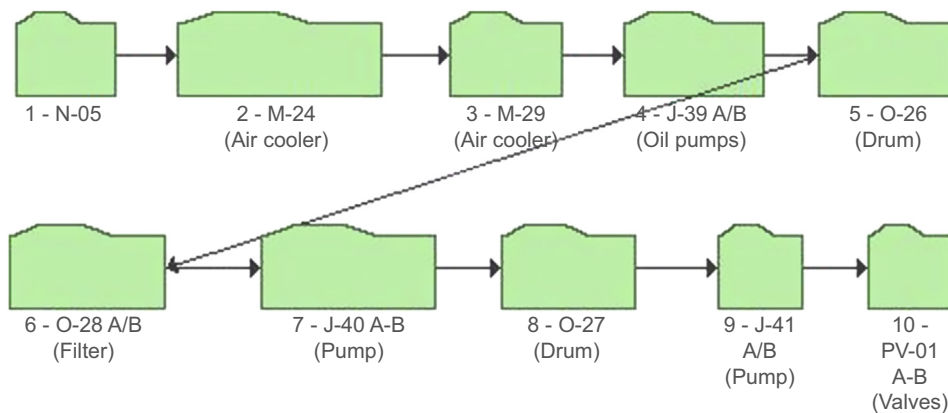 1 - N-05
2 - M-24
(Air cooler)
3 - M-29
(Air cooler)
4 - J-39 A/B
(Oil pumps)
5 - O-26
(Drum)
6 - O-28 A/B
(Filter)
7 - J-40 A-B
(Pump)
8 - O-27
(Drum)
9 - J-41
A/B
(Pump)
10 -
PV-01
A-B
(Valves)